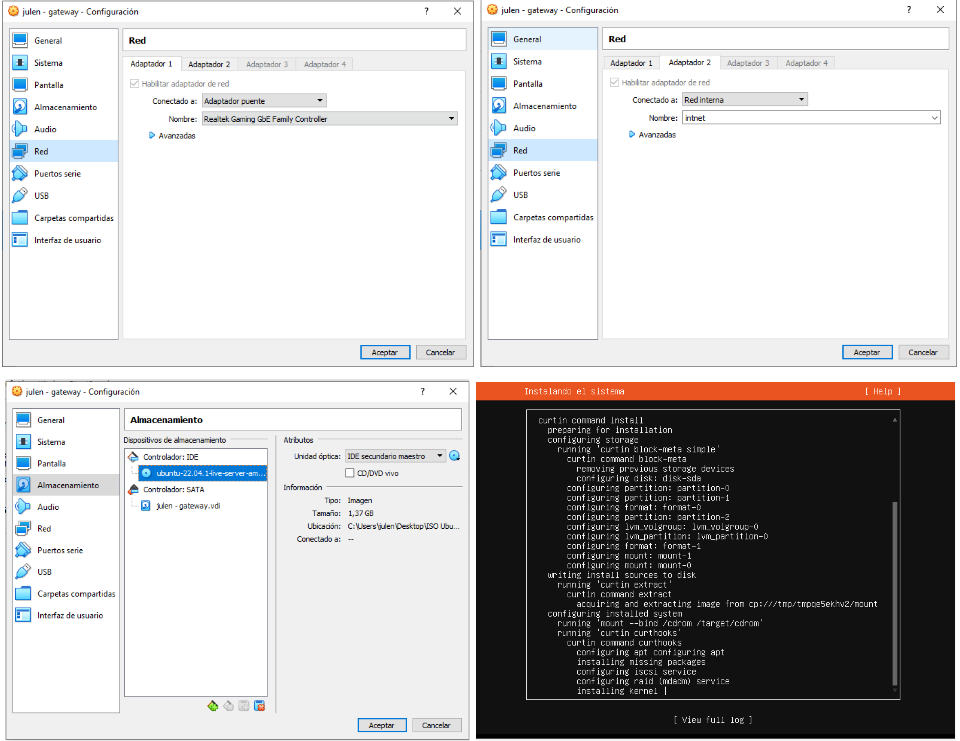 julen - gateway - Configuración
?
General
Sistema
Pantalla
Almacenamiento
Audio
Red
Puertos serie
USB
Carpetas compartidas
Interfaz de usuario
Red
Adaptador 1 Adaptador 2 Adaptador 3 Adaptador 4
Habilitar adaptador de red
Conectado a: Adaptador puente
Nombre: Realtek Gaming GbE Family Controller
Avanzadas
Aceptar Cancelar
julen - gateway - Configuración
?
General
Sistema
Pantalla
Almacenamiento
Audio
Red
Puertos serie
USB
Carpetas compartidas
Interfaz de usuario
Red
Adaptador 1 Adaptador 2 Adaptador 3 Adaptador 4
Habilitar adaptador de red
Conectado a: Red interna
Nombre: intnet
Avanzadas
Aceptar Cancelar
julen - gateway - Configuración
?
General
Sistema
Pantalla
Almacenamiento
Audio
Red
Puertos serie
USB
Carpetas compartidas
Interfaz de usuario
Almacenamiento
Dispositivos de almacenamiento
Controlador: IDE
ubuntu-22.04.1-live-server-am...
Controlador: SATA
julen - gateway.vdi
Atributos
Unidad óptica: IDE secundario maestro
CD/DVD vivo
Información
Tipo: Imagen
Tamaño: 1,37 GB
Ubicación: C:\Users\julen\Desktop\ISO Ubu...
Conectado a: --
Aceptar Cancelar
Instalando el sistema [ Help ]
curtin command install
preparing for installation
configuring storage
running 'curtin block-meta simple'
curtin command block-meta
removing previous storage devices
configuring disk: disk-sda
configuring partition: partition-0
configuring partition: partition-1
configuring format: format-0
configuring partition: partition-2
configuring lvm_volgroup: lvm_volgroup-0
configuring lvm_partition: lvm_partition-0
configuring format: format-1
configuring mount: mount-1
configuring mount: mount-0
writing install sources to disk
running 'curtin extract'
curtin command extract
acquiring and extracting image from cp:///tmp/tmpqe5ekhv2/mount
configuring installed system
running 'mount --bind /cdrom /target/cdrom'
running 'curtin curthooks'
curtin command curthooks
configuring apt configuring apt
installing missing packages
configuring iscsi service
configuring raid (mdadm) service
installing kernel |
[ View full log ]